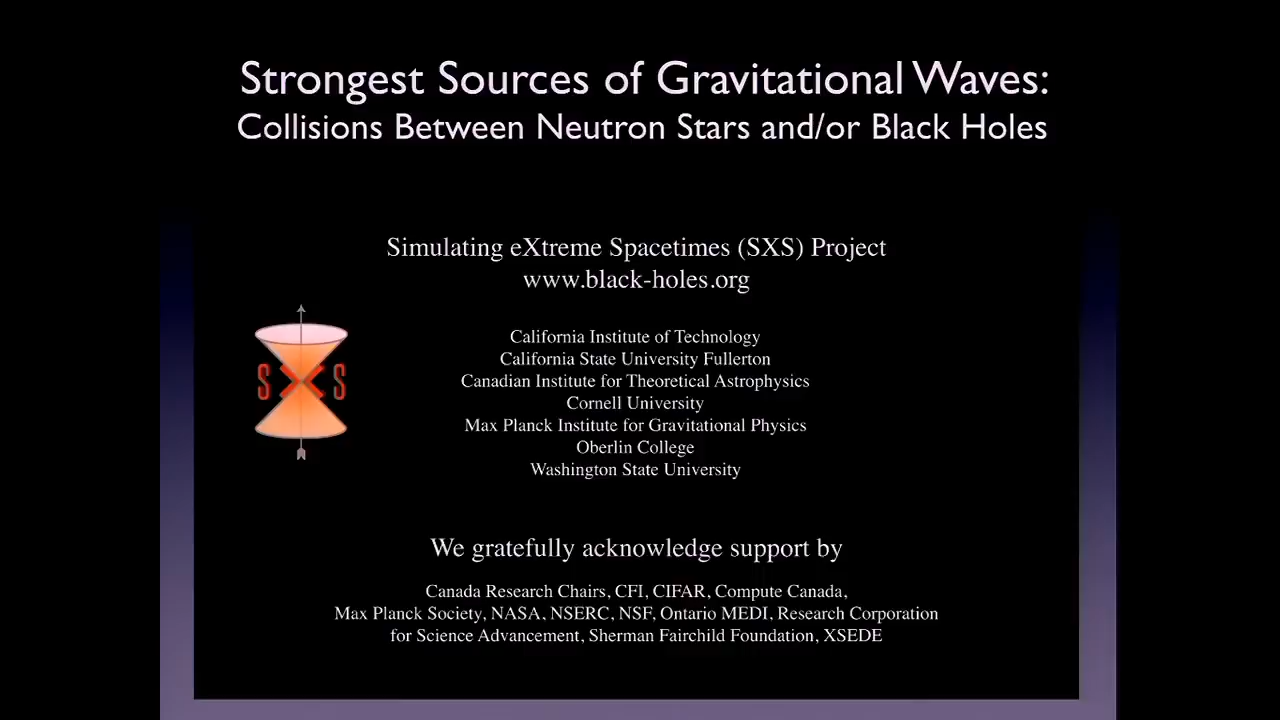 Strongest Sources of Gravitational Waves:
Collisions Between Neutron Stars and/or Black Holes
Simulating eXtreme Spacetimes (SXS) Project
www.black-holes.org
SXS
California Institute of Technology
California State University Fullerton
Canadian Institute for Theoretical Astrophysics
Cornell University
Max Planck Institute for Gravitational Physics
Oberlin College
Washington State University
We gratefully acknowledge support by
Canada Research Chairs, CFI, CIFAR, Compute Canada,
Max Planck Society, NASA, NSERC, NSF, Ontario MEDI, Research Corporation
for Science Advancement, Sherman Fairchild Foundation, XSEDE